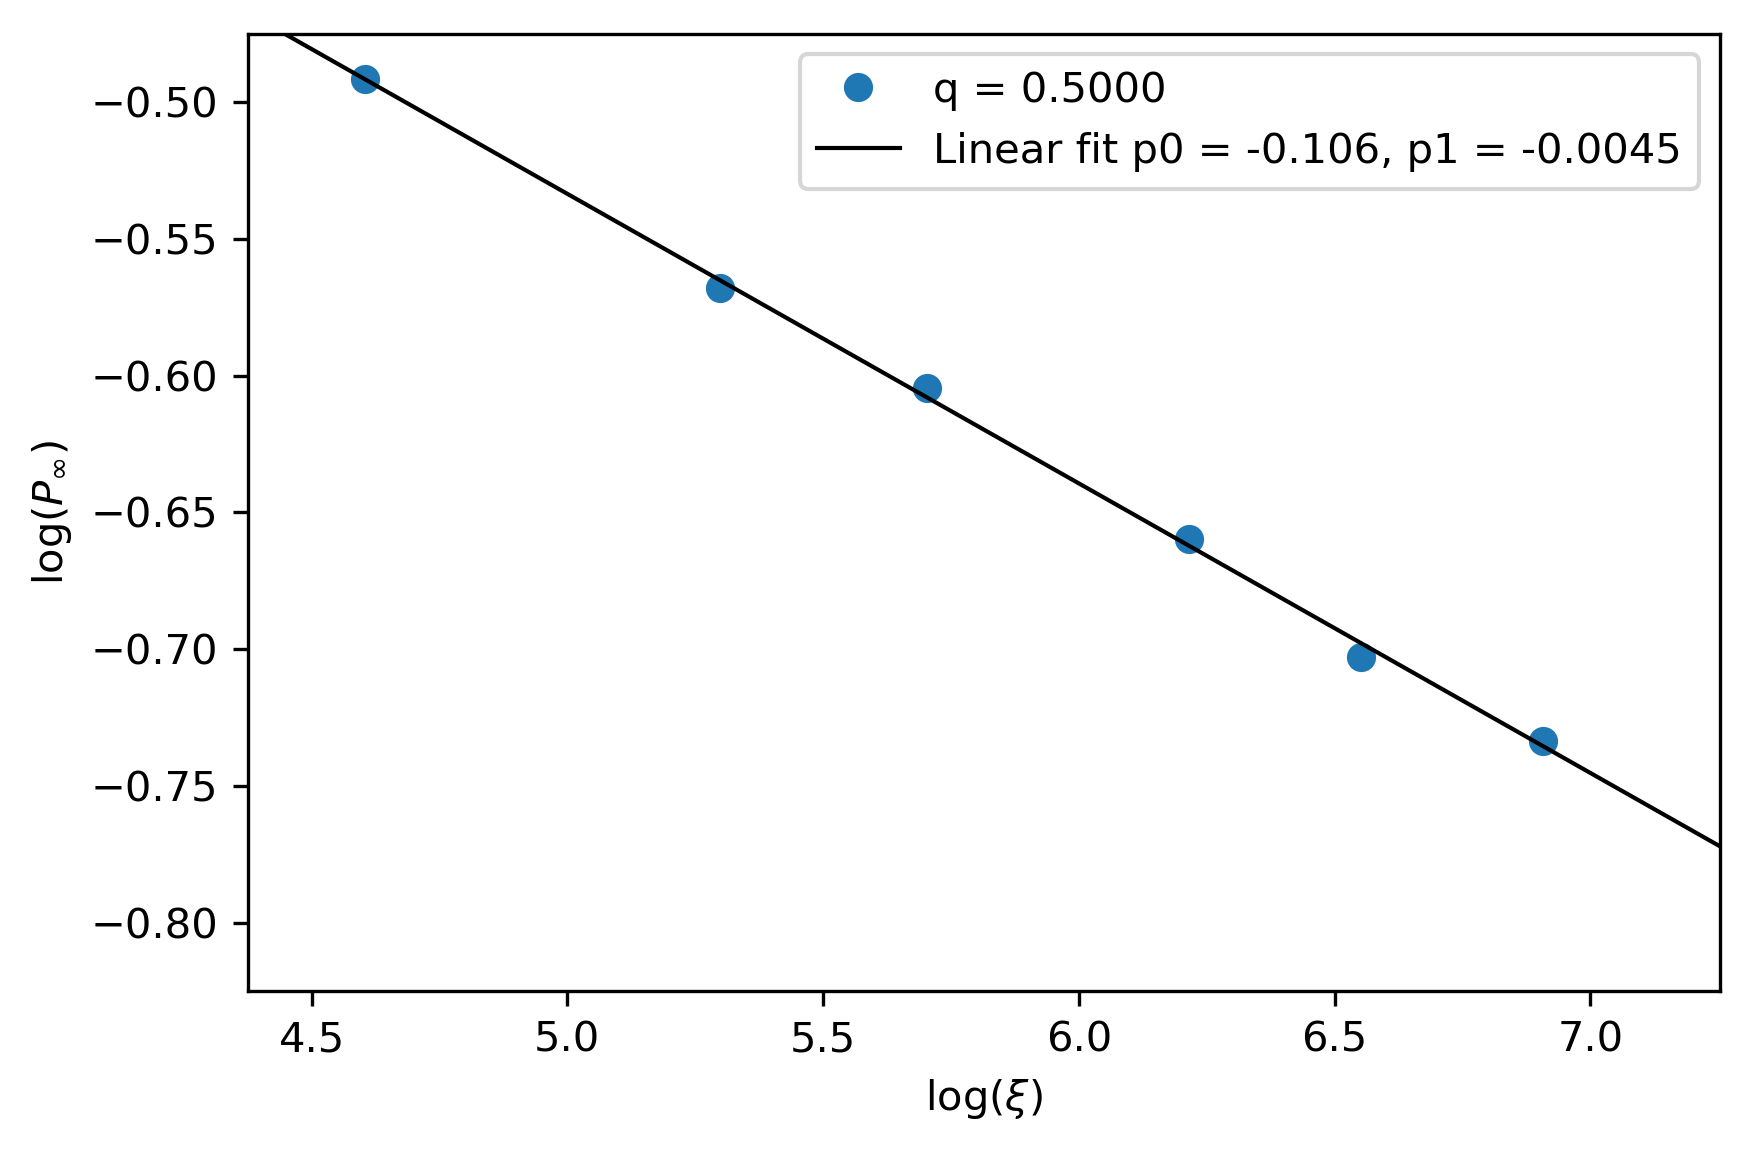 q = 0.5000
Linear fit p0 = -0.106, p1 = -0.0045
−0.50
−0.55
−0.60
−0.65
−0.70
−0.75
−0.80
log(P∞)
4.5 5.0 5.5 6.0 6.5 7.0
log(ξ)